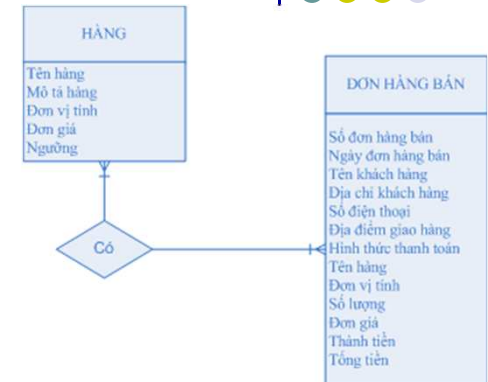 HÀNG
Tên hàng
Mô tả hàng
Đơn vị tính
Đơn giá
Ngưỡng
Có
ĐƠN HÀNG BÁN
Số đơn hàng bán
Ngày đơn hàng bán
Tên khách hàng
Địa chỉ khách hàng
Số điện thoại
Địa điểm giao hàng
Hình thức thanh toán
Tên hàng
Đơn vị tính
Số lượng
Đơn giá
Thành tiền
Tổng tiền